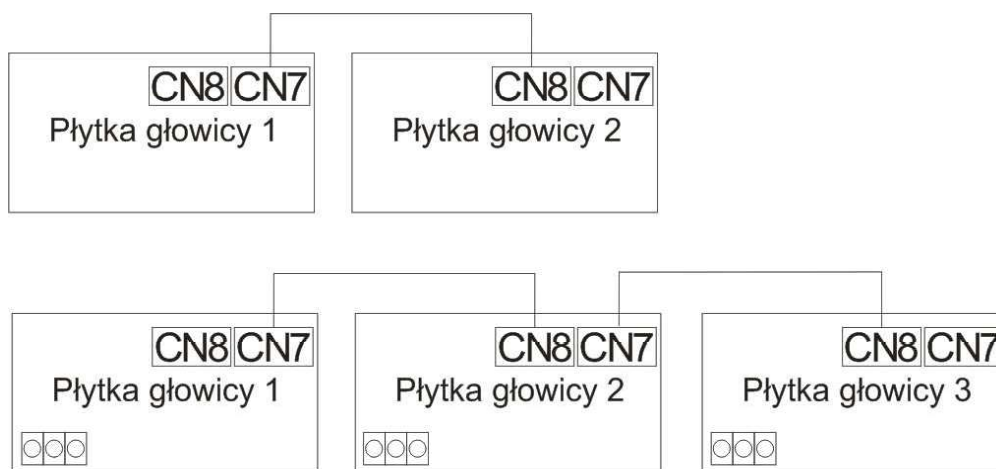 CN8 CN7 CN8 CN7
Płytka głowicy 1 Płytka głowicy 2
CN8 CN7 CN8 CN7 CN8 CN7
Płytka głowicy 1 Płytka głowicy 2 Płytka głowicy 3